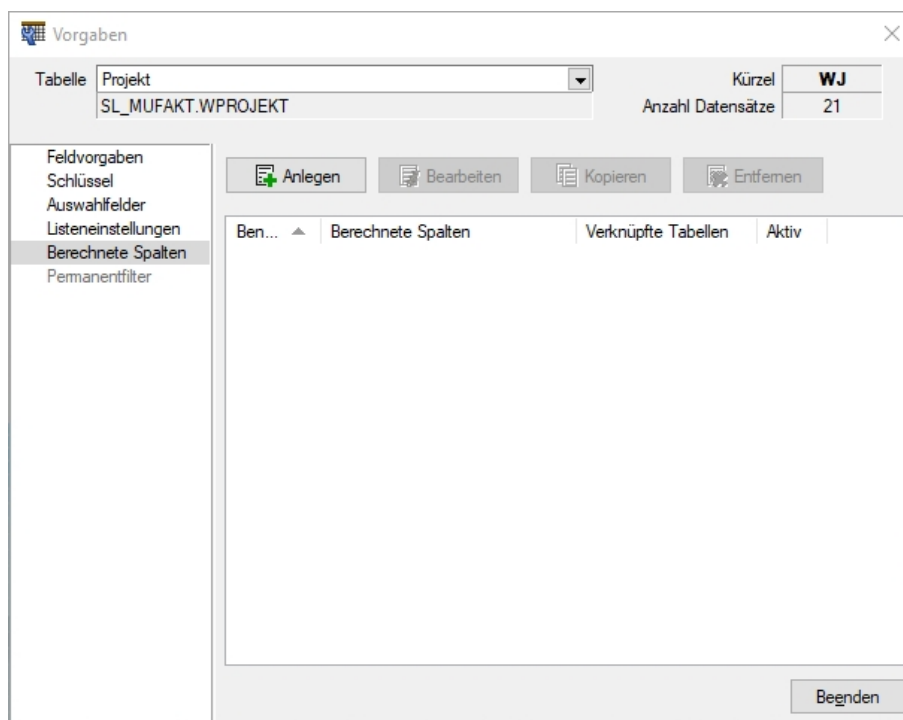 Vorgaben
Tabelle Projekt Kürzel WJ
SL_MUFAKT.WPROJEKT Anzahl Datensätze 21
Feldvorgaben
Schlüssel
Auswahlfelder
Listeneinstellungen
Berechnete Spalten
Permanentfilter
Anlegen Bearbeiten Kopieren Entfernen
Ben... Berechnete Spalten Verknüpfte Tabellen Aktiv
Beenden